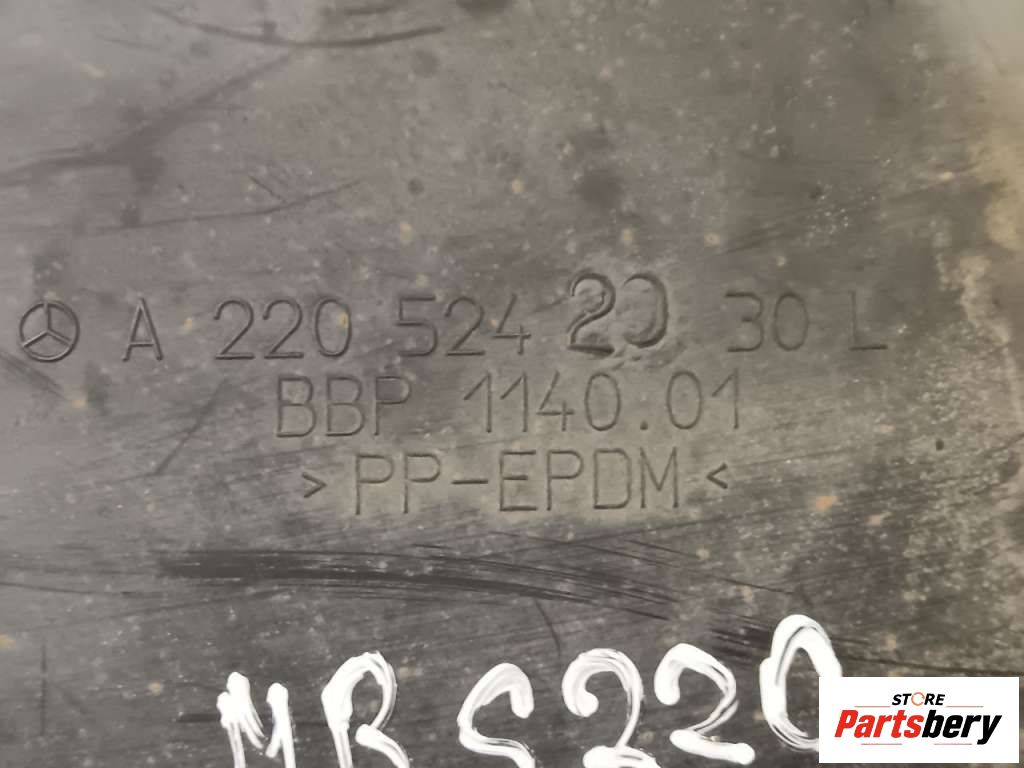 A 220 524 20 30 L
BBP 1140.01
>PP-EPDM<
MB S220
STORE
Partsbery